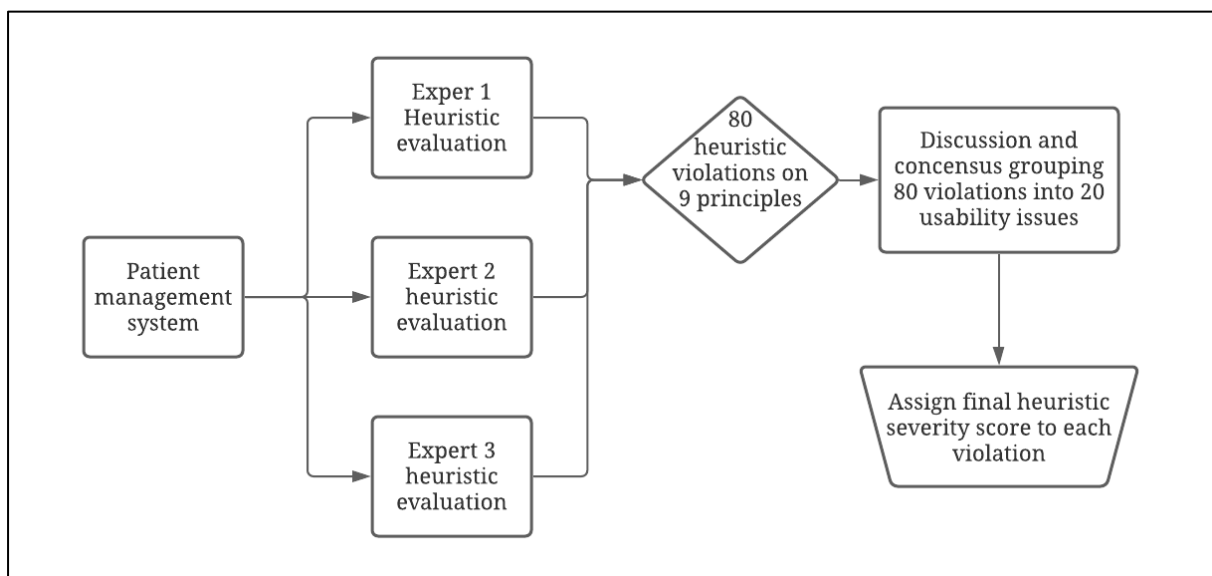 Exper 1
Heuristic
evaluation
Patient
management
system
Expert 2
heuristic
evaluation
Expert 3
heuristic
evaluation
80
heuristic
violations on
9 principles
Discussion and
concensus grouping
80 violations into 20
usability issues
Assign final heuristic
severity score to each
violation